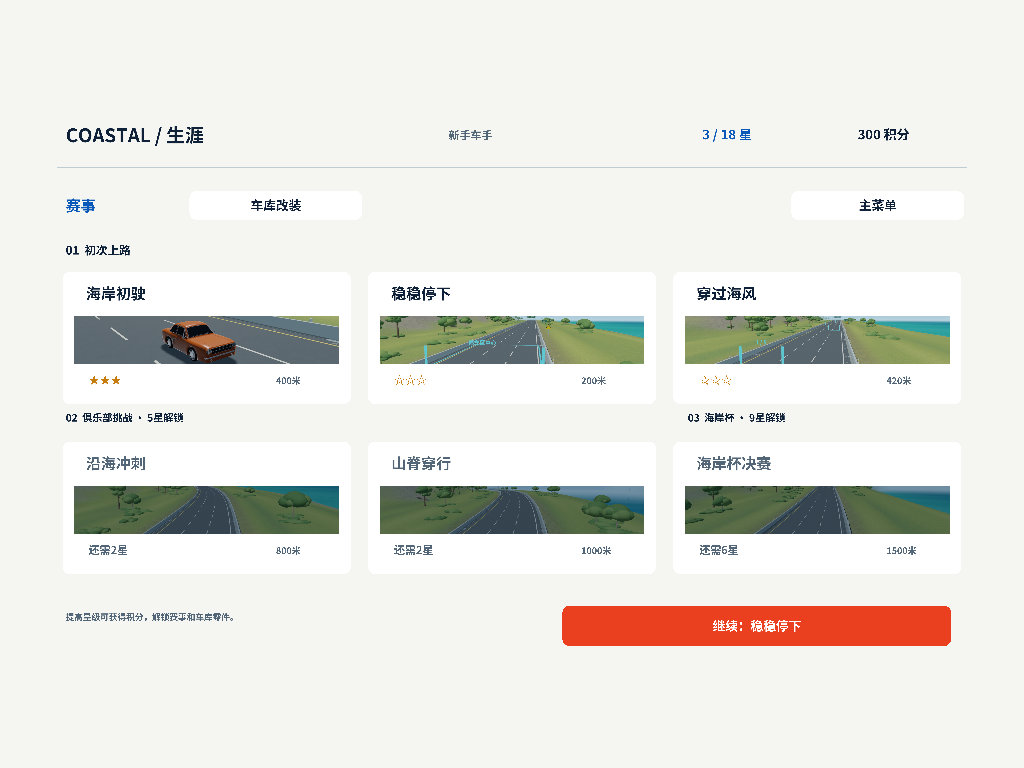 COASTAL / 生涯
新手车手
3 / 18 星
300 积分
赛事
车库改装
主菜单
01 初次上路
海岸初驶
稳稳停下
穿过海风
★★★
400米
☆☆☆
200米
☆☆☆
420米
02 俱乐部挑战 · 5星解锁
03 海岸杯 · 9星解锁
沿海冲刺
山脊穿行
海岸杯决赛
还需2星
800米
还需2星
1000米
还需6星
1500米
提高星级可获得积分，解锁赛事和车库零件。
继续：稳稳停下